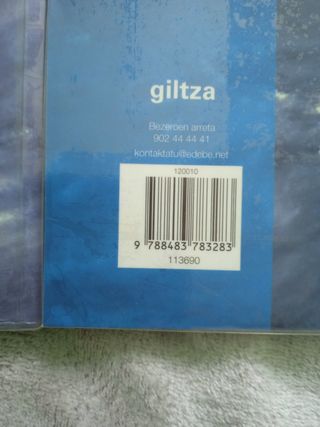 giltza
Bezeroen arreta
902 44 44 41
kontaktatu@edebe.net
120010
9 788483 783283
113690